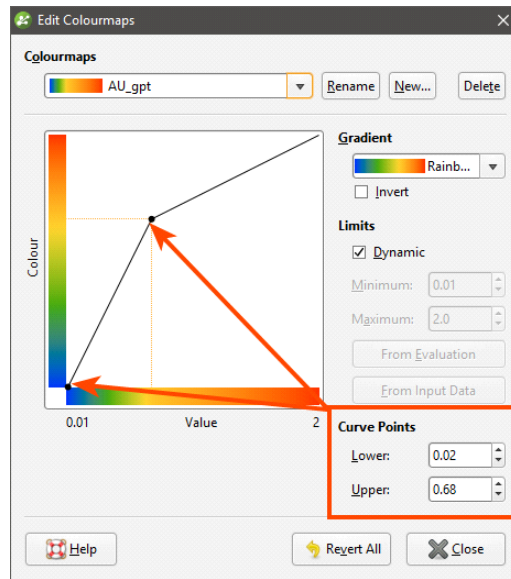 Edit Colourmaps
Colourmaps
AU_gpt
Rename
New...
Delete
Gradient
Rainb...
Invert
Limits
Dynamic
Minimum: 0.01
Maximum: 2.0
From Evaluation
From Input Data
Colour
0.01 Value 2
Curve Points
Lower: 0.02
Upper: 0.68
Help
Revert All
Close